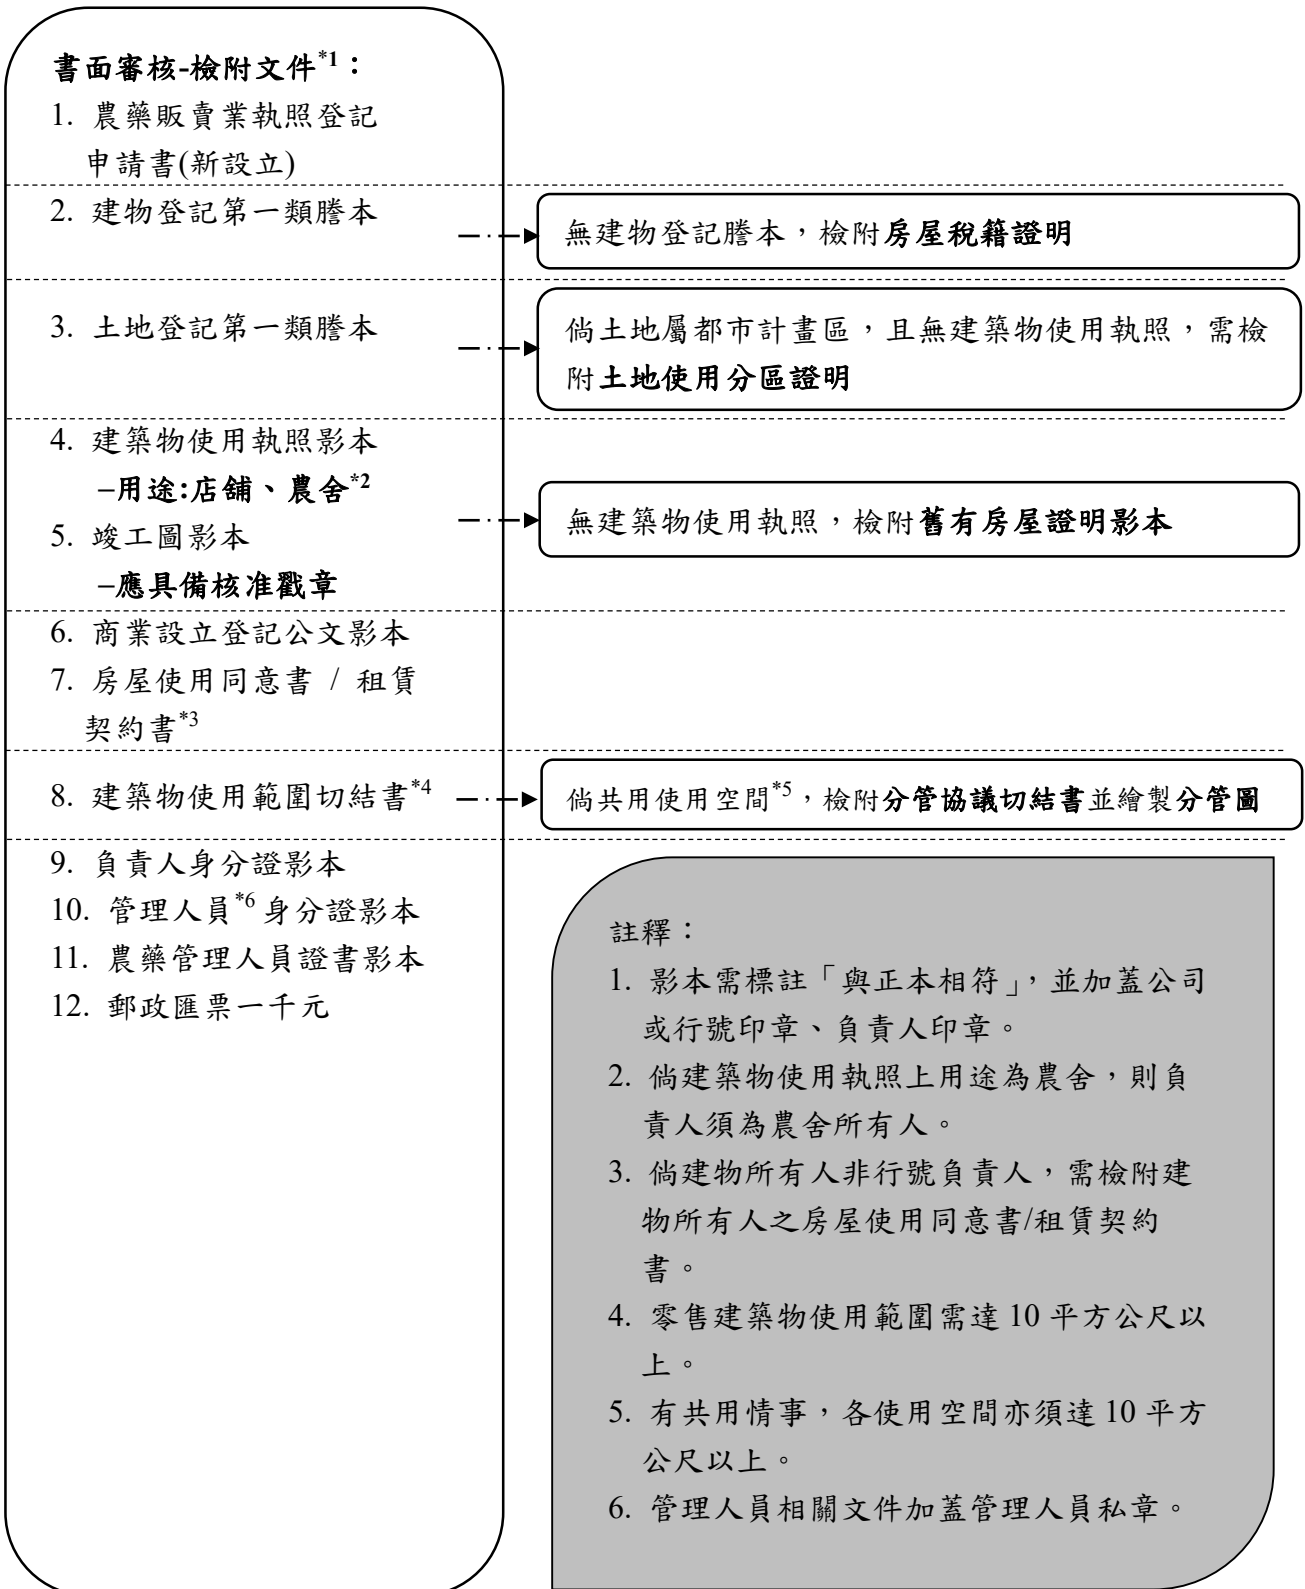 書面審核-檢附文件*1：
1. 農藥販賣業執照登記
申請書(新設立)
2. 建物登記第一類謄本
無建物登記謄本，檢附房屋稅籍證明
3. 土地登記第一類謄本
倘土地屬都市計畫區，且無建築物使用執照，需檢
附土地使用分區證明
4. 建築物使用執照影本
–用途:店舖、農舍*2
5. 竣工圖影本
–應具備核准戳章
無建築物使用執照，檢附舊有房屋證明影本
6. 商業設立登記公文影本
7. 房屋使用同意書 / 租賃
契約書*3
8. 建築物使用範圍切結書*4
倘共用使用空間*5，檢附分管協議切結書並繪製分管圖
9. 負責人身分證影本
10. 管理人員*6 身分證影本
11. 農藥管理人員證書影本
12. 郵政匯票一千元
註釋：
1. 影本需標註「與正本相符」，並加蓋公司
或行號印章、負責人印章。
2. 倘建築物使用執照上用途為農舍，則負
責人須為農舍所有人。
3. 倘建物所有人非行號負責人，需檢附建
物所有人之房屋使用同意書/租賃契約
書。
4. 零售建築物使用範圍需達 10 平方公尺以
上。
5. 有共用情事，各使用空間亦須達 10 平方
公尺以上。
6. 管理人員相關文件加蓋管理人員私章。